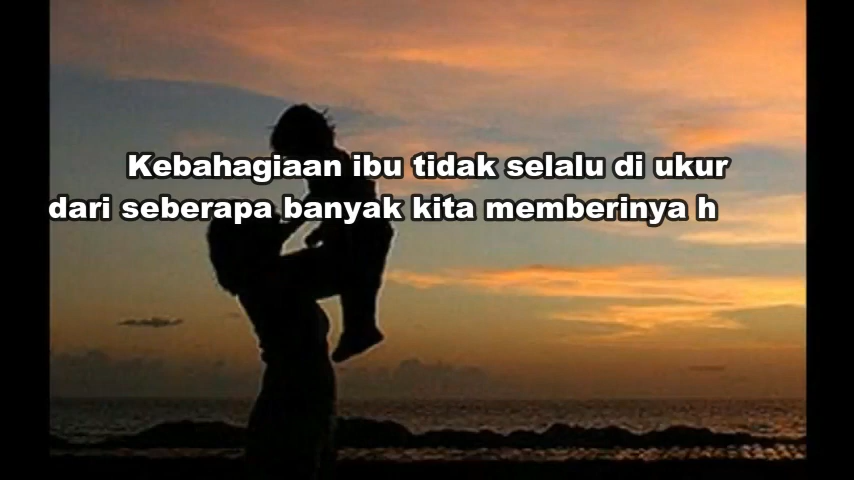 Kebahagiaan ibu tidak selalu di ukur
dari seberapa banyak kita memberinya h